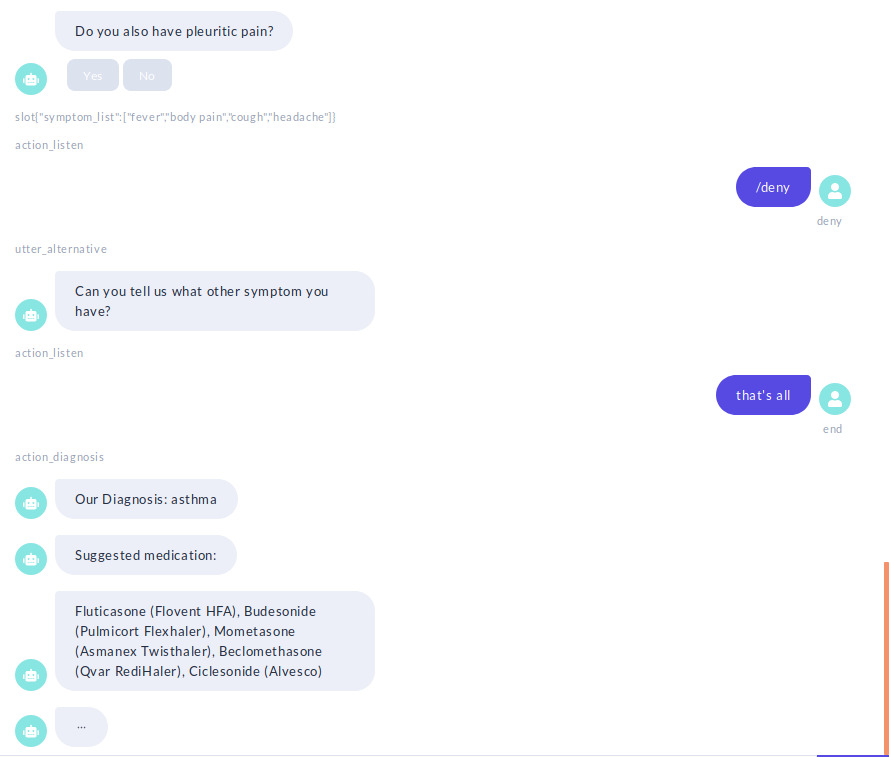 Do you also have pleuritic pain?
Yes No
slot{"symptom_list":["fever","body pain","cough","headache"]}
action_listen
/deny
deny
utter_alternative
Can you tell us what other symptom you
have?
action_listen
that's all
end
action_diagnosis
Our Diagnosis: asthma
Suggested medication:
Fluticasone (Flovent HFA), Budesonide
(Pulmicort Flexhaler), Mometasone
(Asmanex Twisthaler), Beclomethasone
(Qvar RediHaler), Ciclesonide (Alvesco)
...